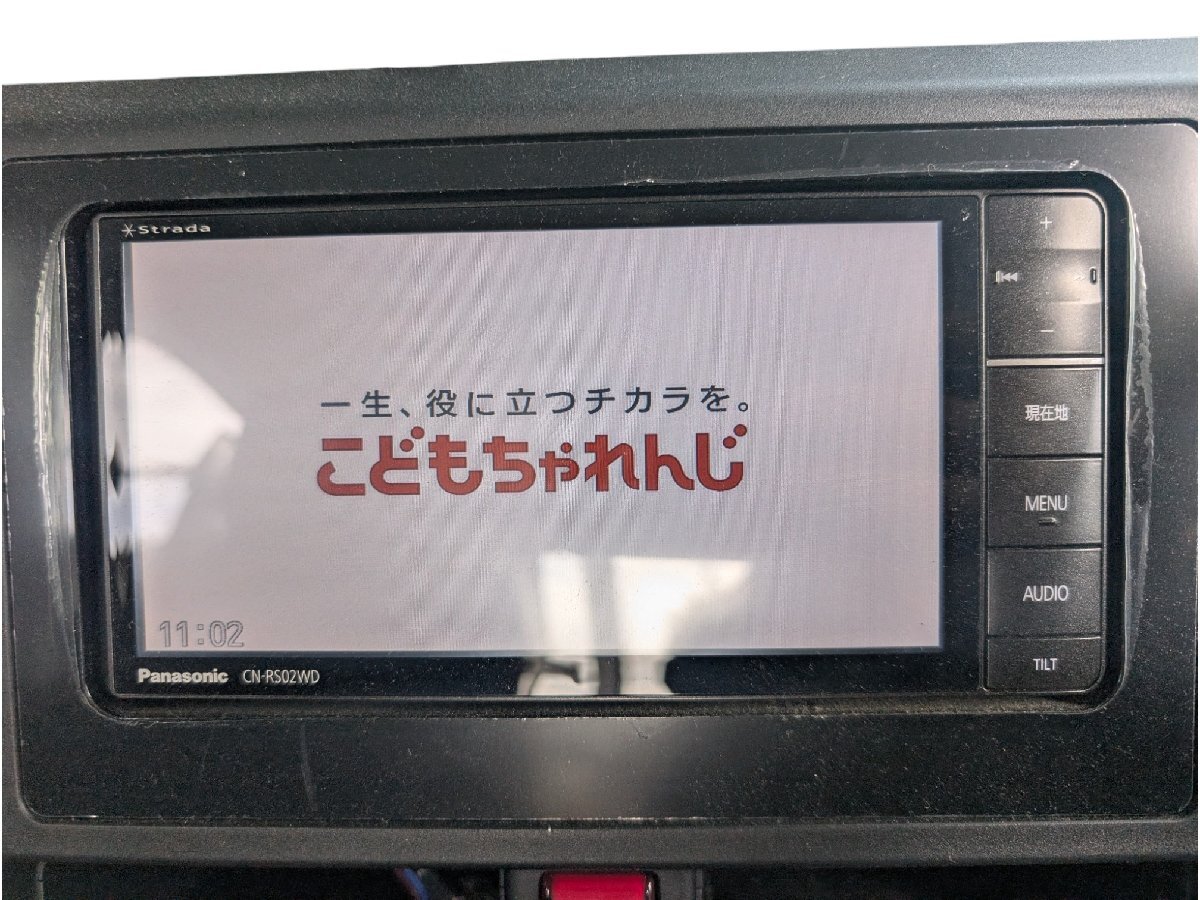 Strada
一生、役に立つチカラを。
こどもちゃれんじ
11:02
Panasonic CN-RS02WD
+
−
現在地
MENU
AUDIO
TILT